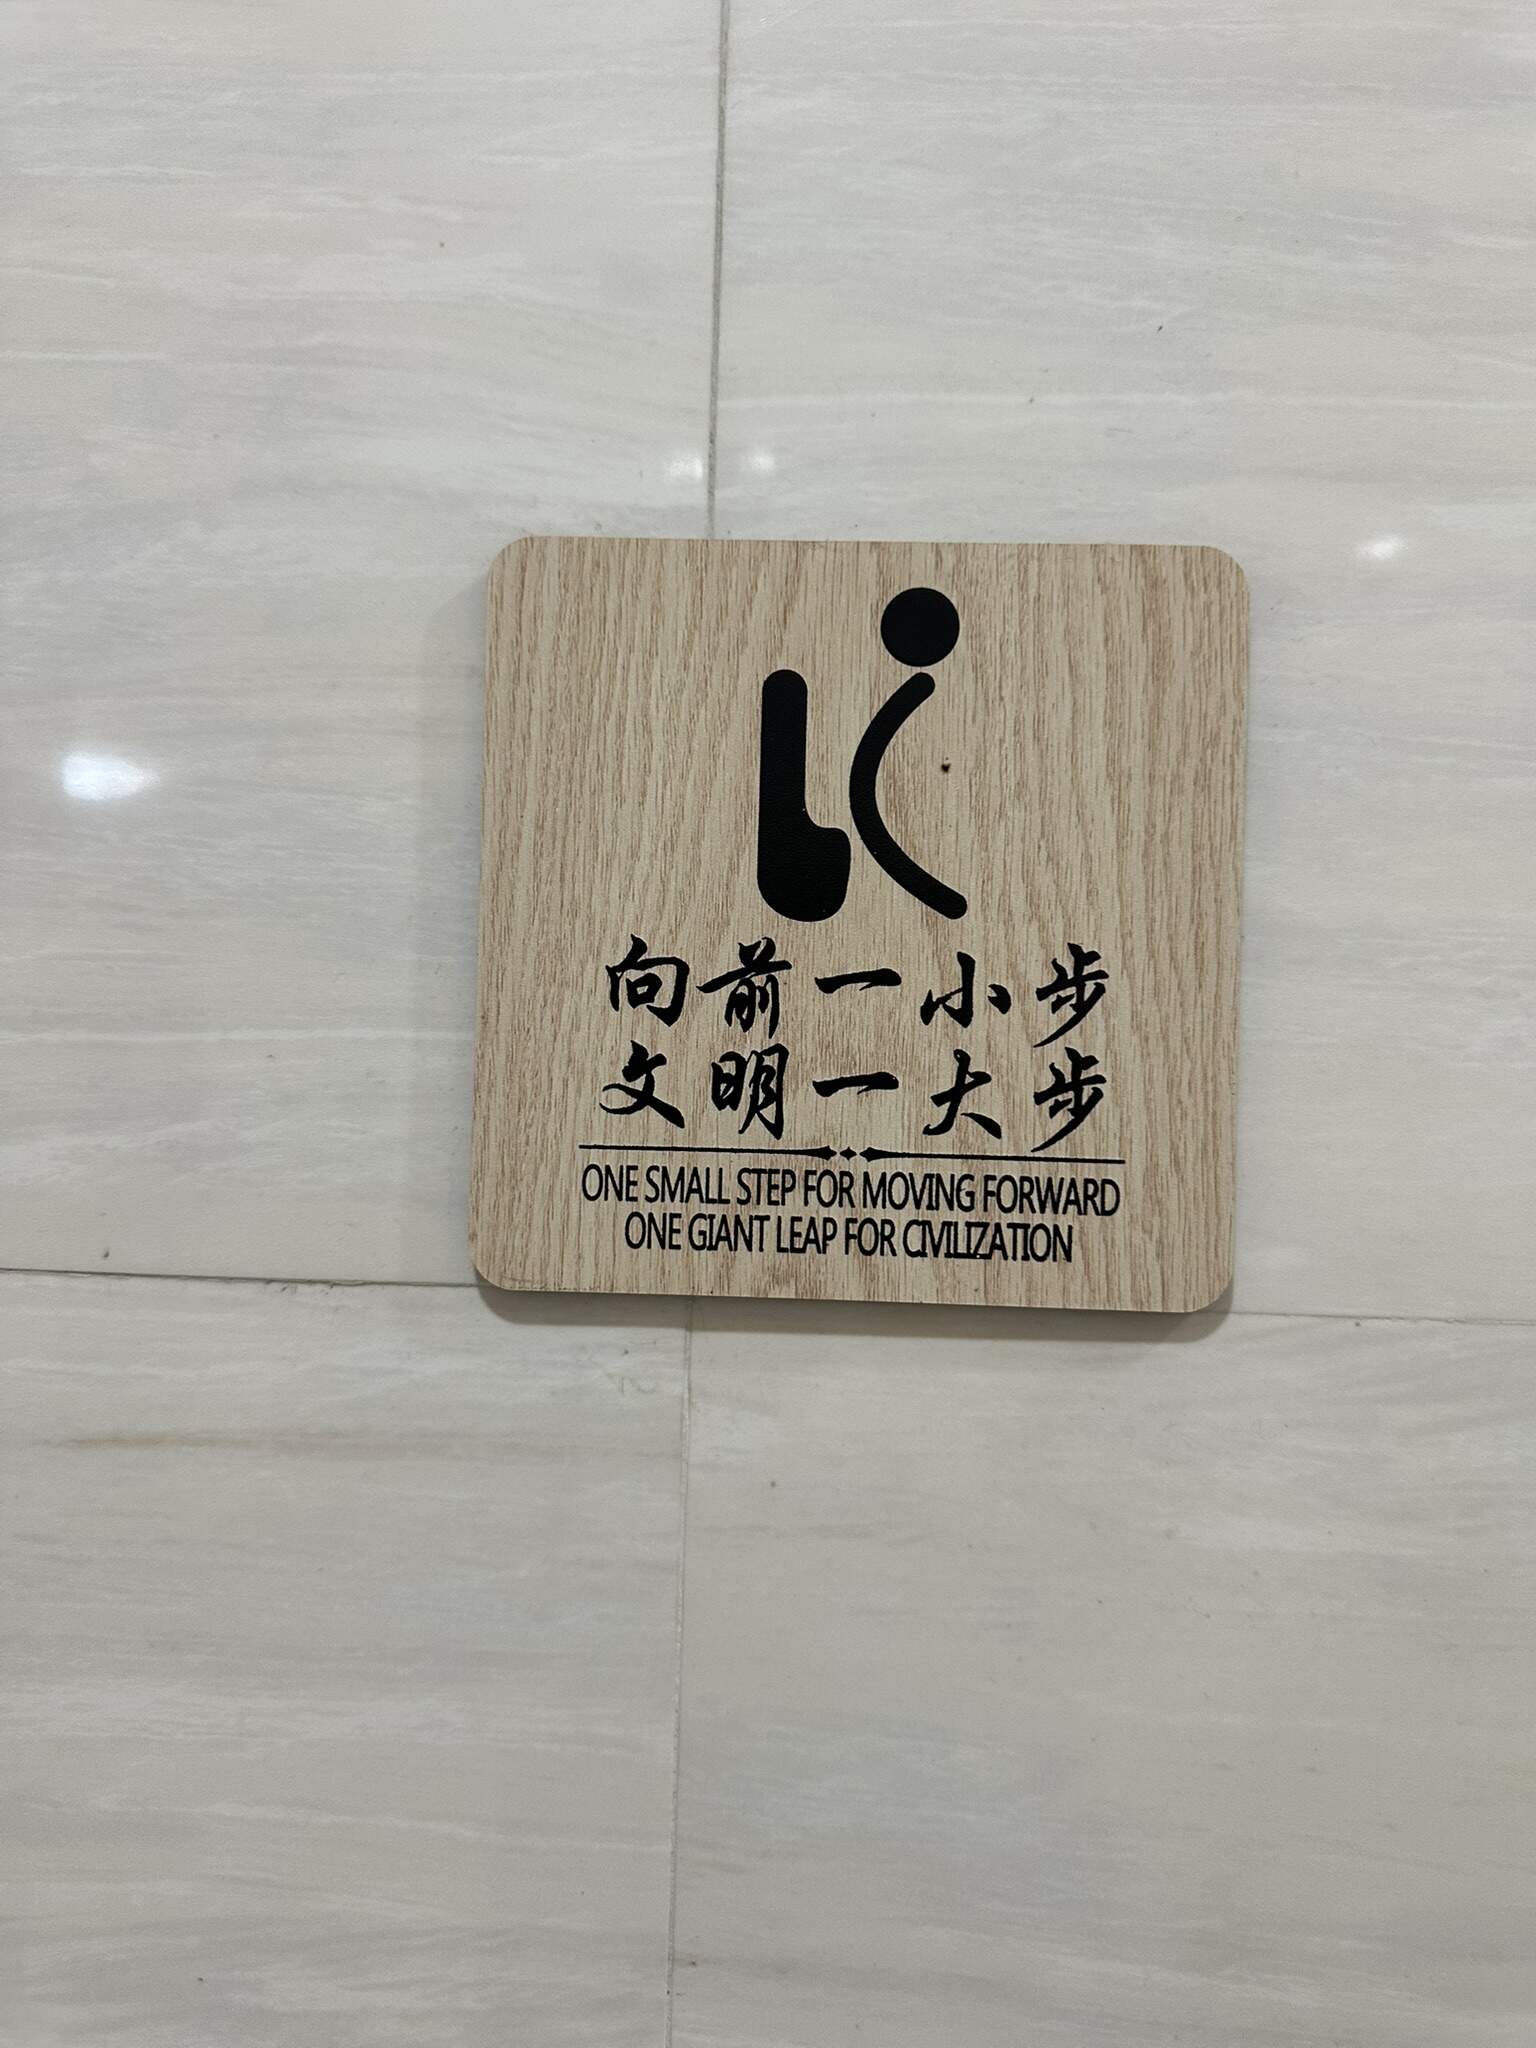 向前一小步
文明一大步
ONE SMALL STEP FOR MOVING FORWARD
ONE GIANT LEAP FOR CIVILIZATION